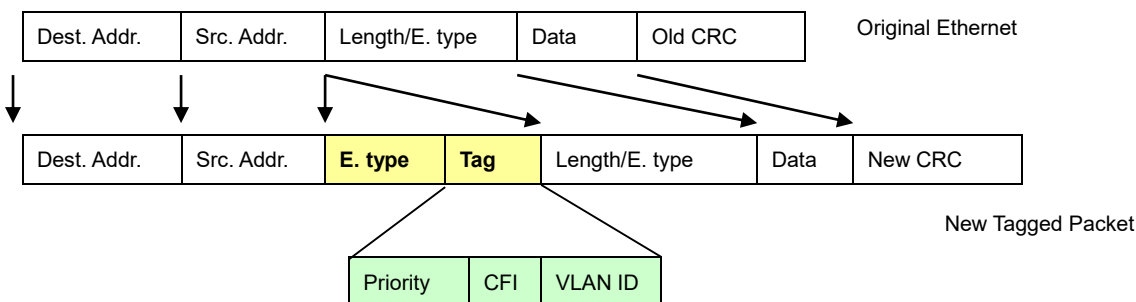 Dest. Addr. Src. Addr. Length/E. type Data Old CRC Original Ethernet
Dest. Addr. Src. Addr. E. type Tag Length/E. type Data New CRC
New Tagged Packet
Priority CFI VLAN ID